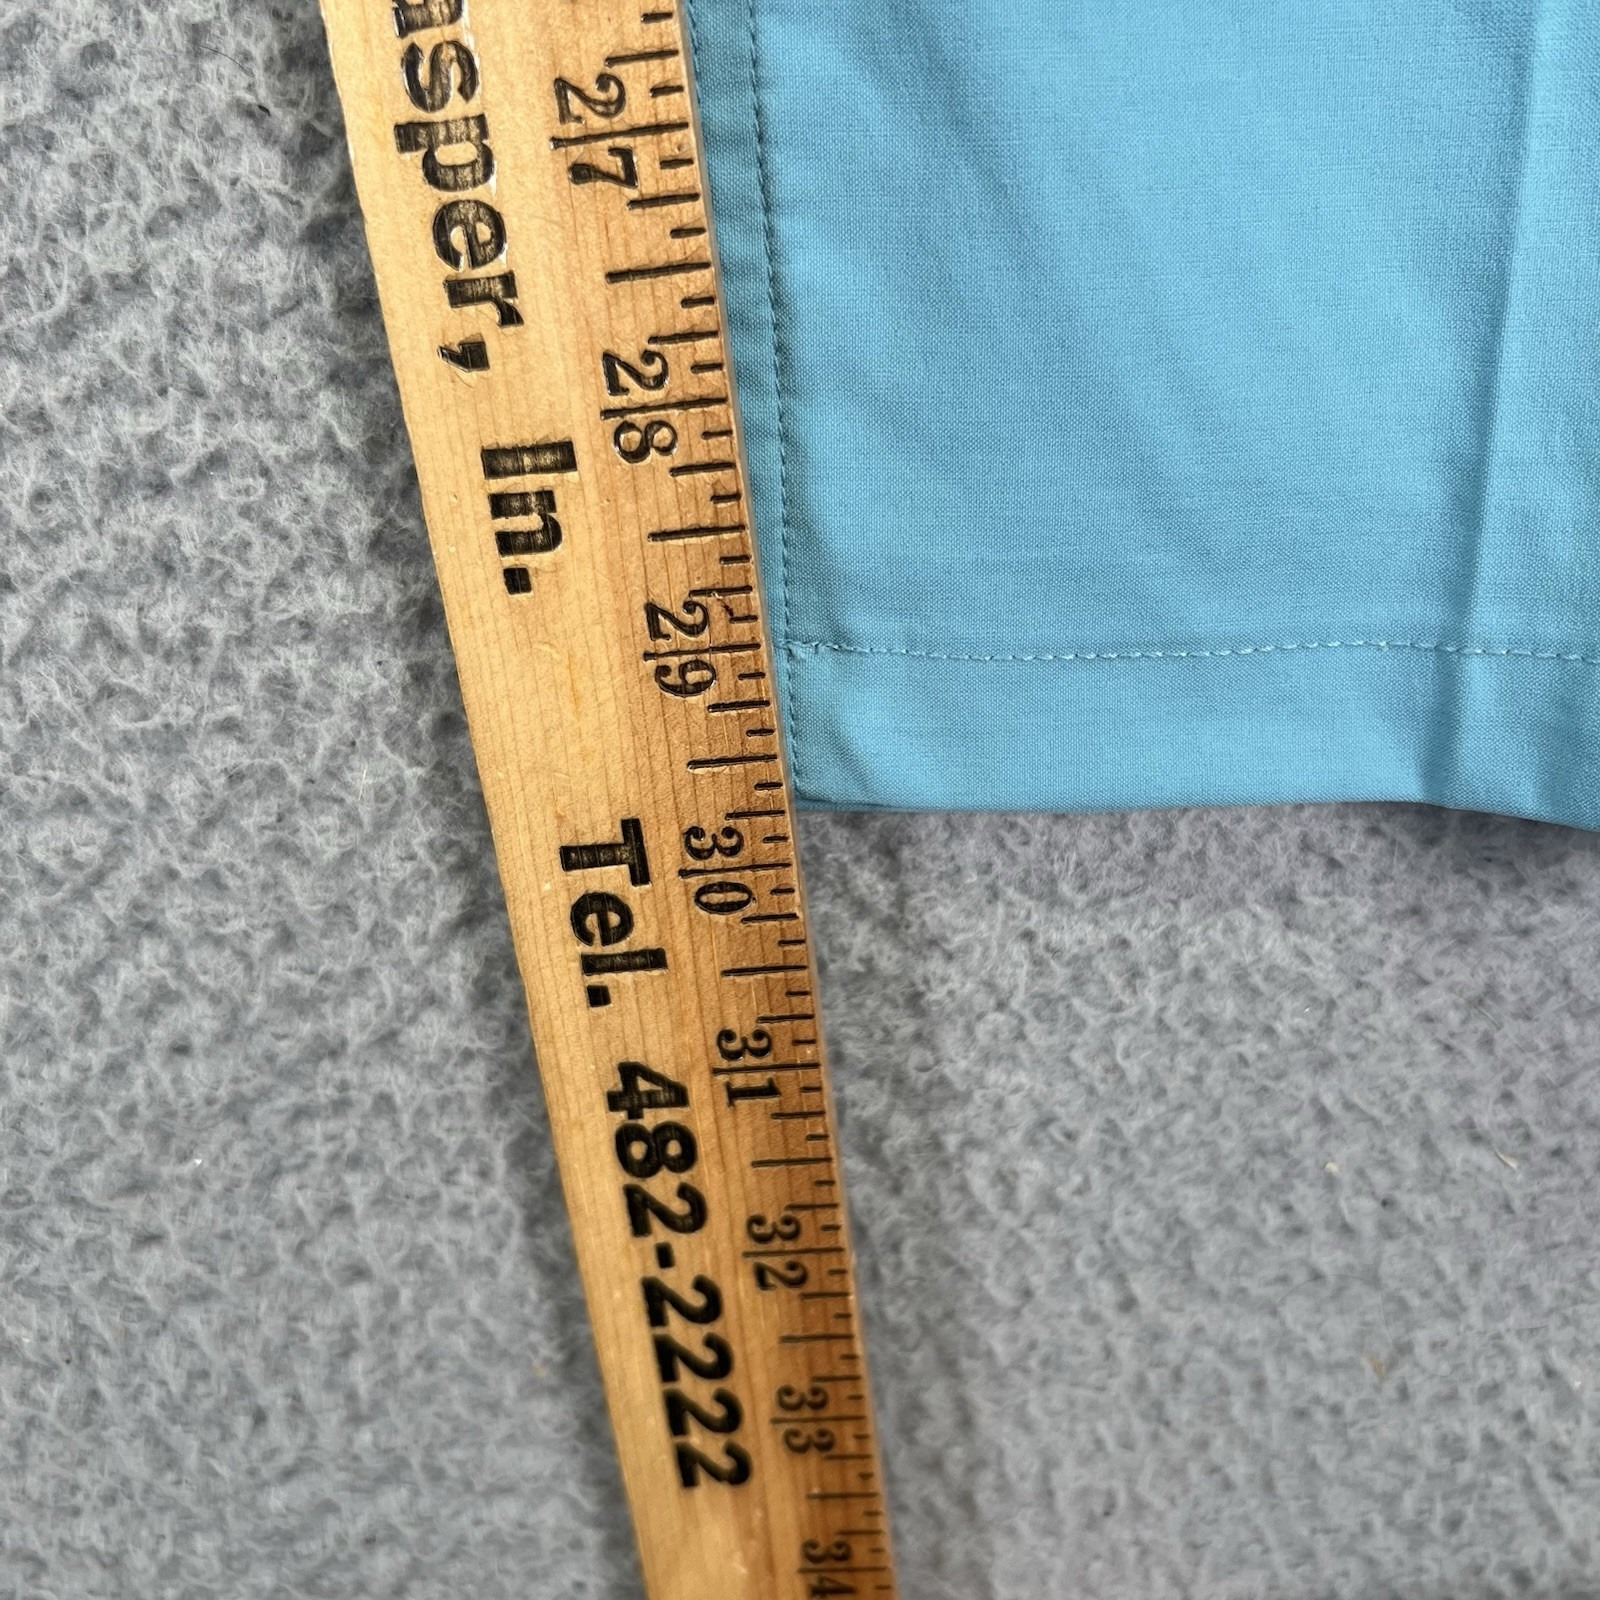 asper, In. Tel. 482-2222
27 28 29 30 31 32 33 34